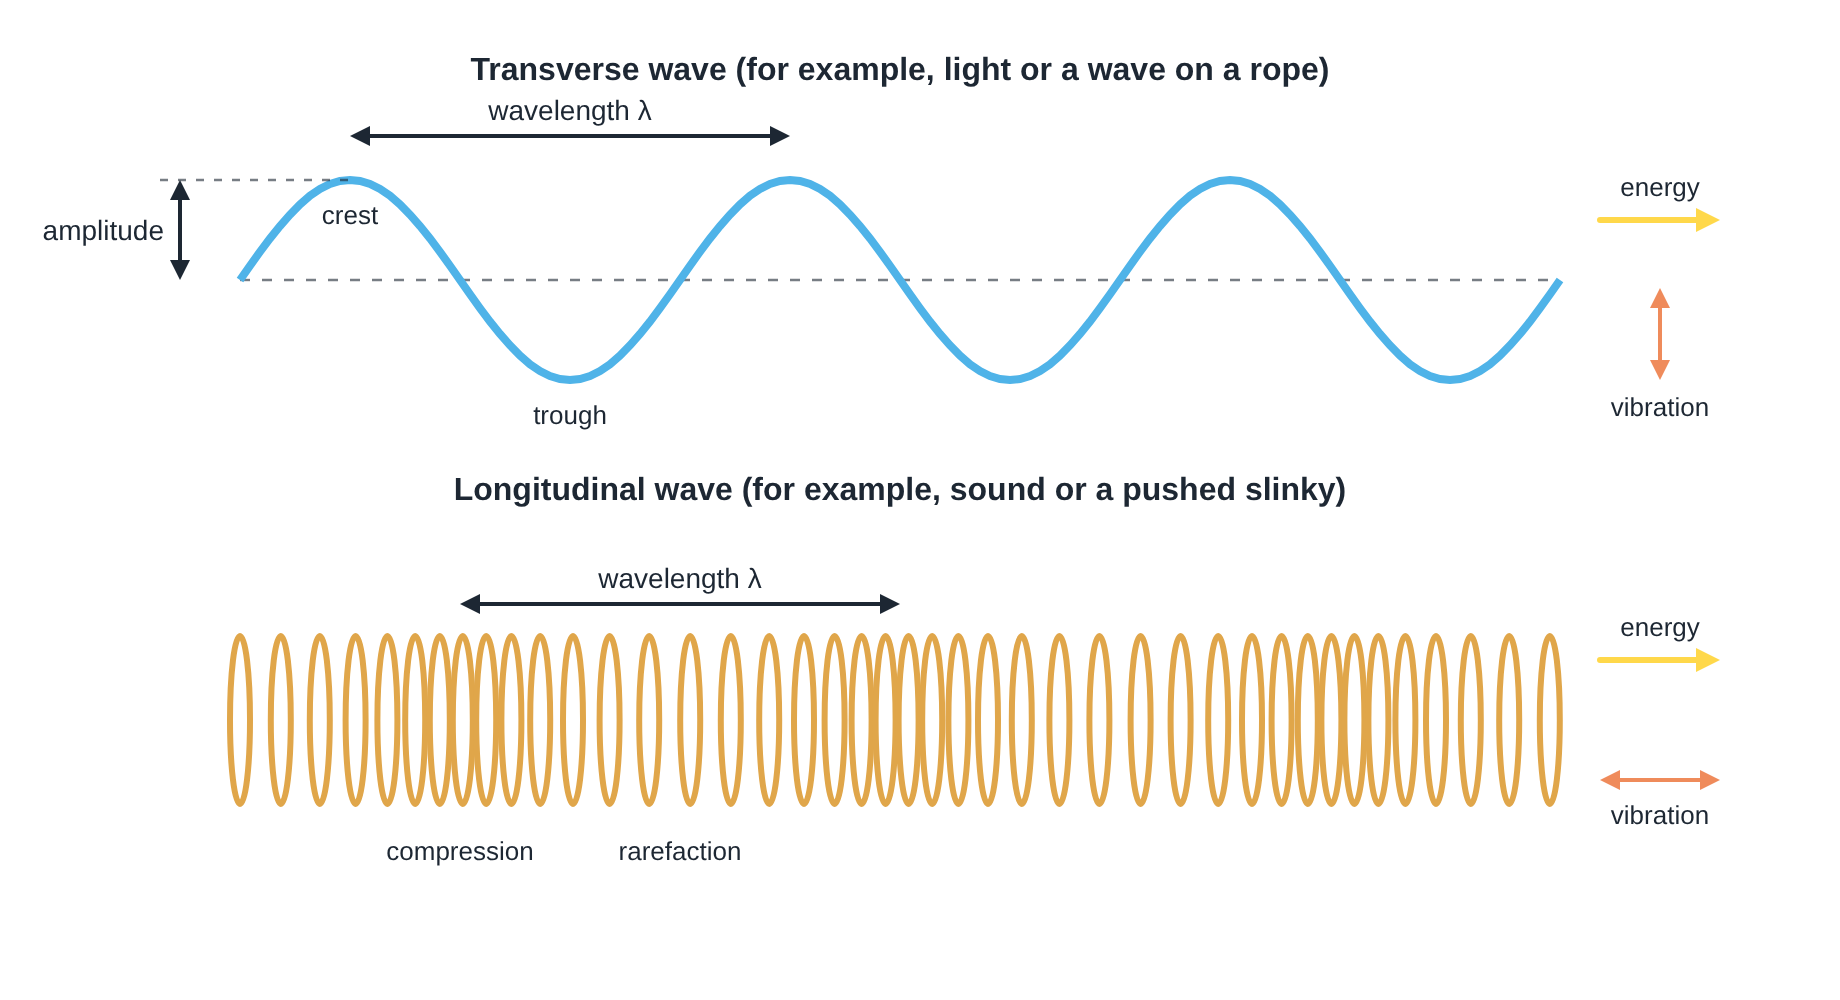 Transverse wave (for example, light or a wave on a rope)
wavelength λ
amplitude
crest
trough
energy
vibration
Longitudinal wave (for example, sound or a pushed slinky)
wavelength λ
compression
rarefaction
energy
vibration